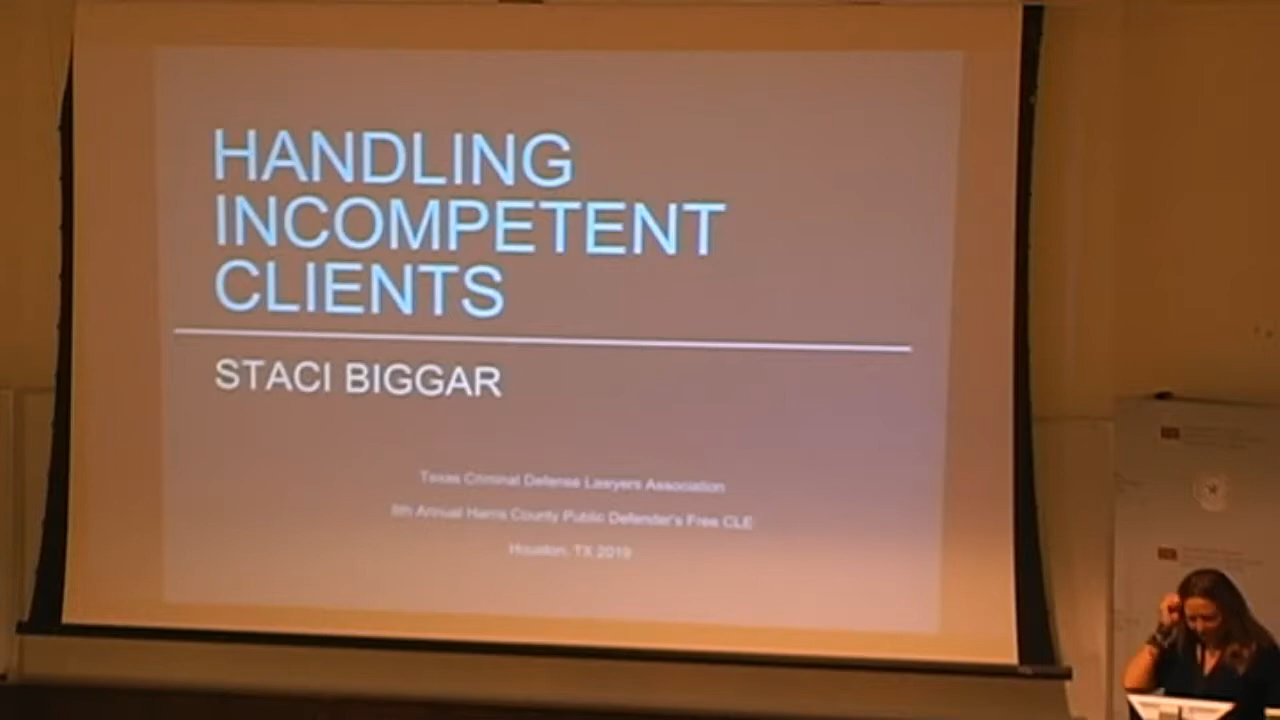 HANDLING
INCOMPETENT
CLIENTS
STACI BIGGAR
Texas Criminal Defense Lawyers Association
Annual Harris County Public Defender's Free CLE
Houston, TX 2019